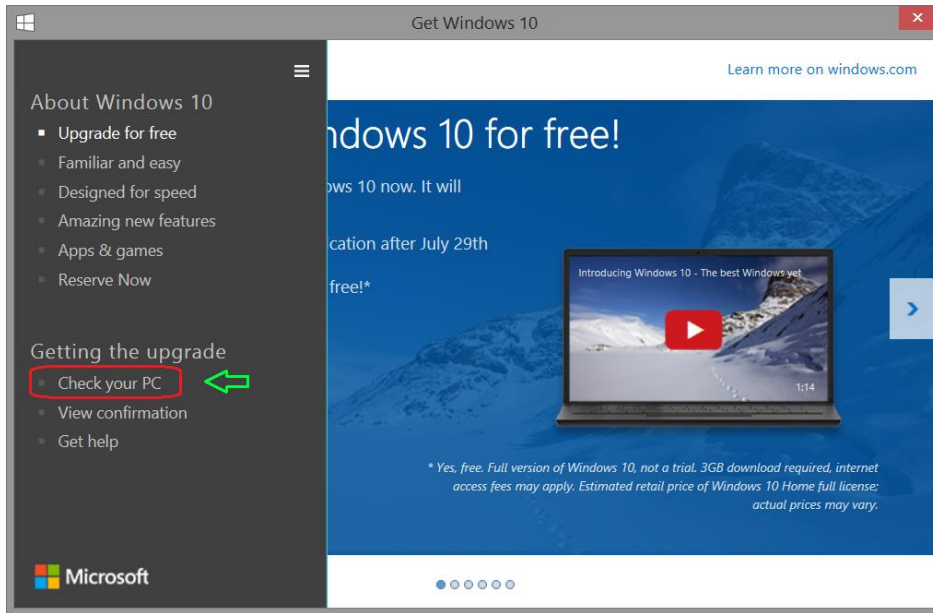 Get Windows 10
Learn more on windows.com
About Windows 10
Upgrade for free
Familiar and easy
Designed for speed
Amazing new features
Apps & games
Reserve Now
Getting the upgrade
Check your PC
View confirmation
Get help
Microsoft
10 for free!
10 now. It will
after July 29th
free!*
Introducing Windows 10 - The best Windows yet
1:14
* Yes, free. Full version of Windows 10, not a trial. 3GB download required, internet
access fees may apply. Estimated retail price of Windows 10 Home full license;
actual prices may vary.